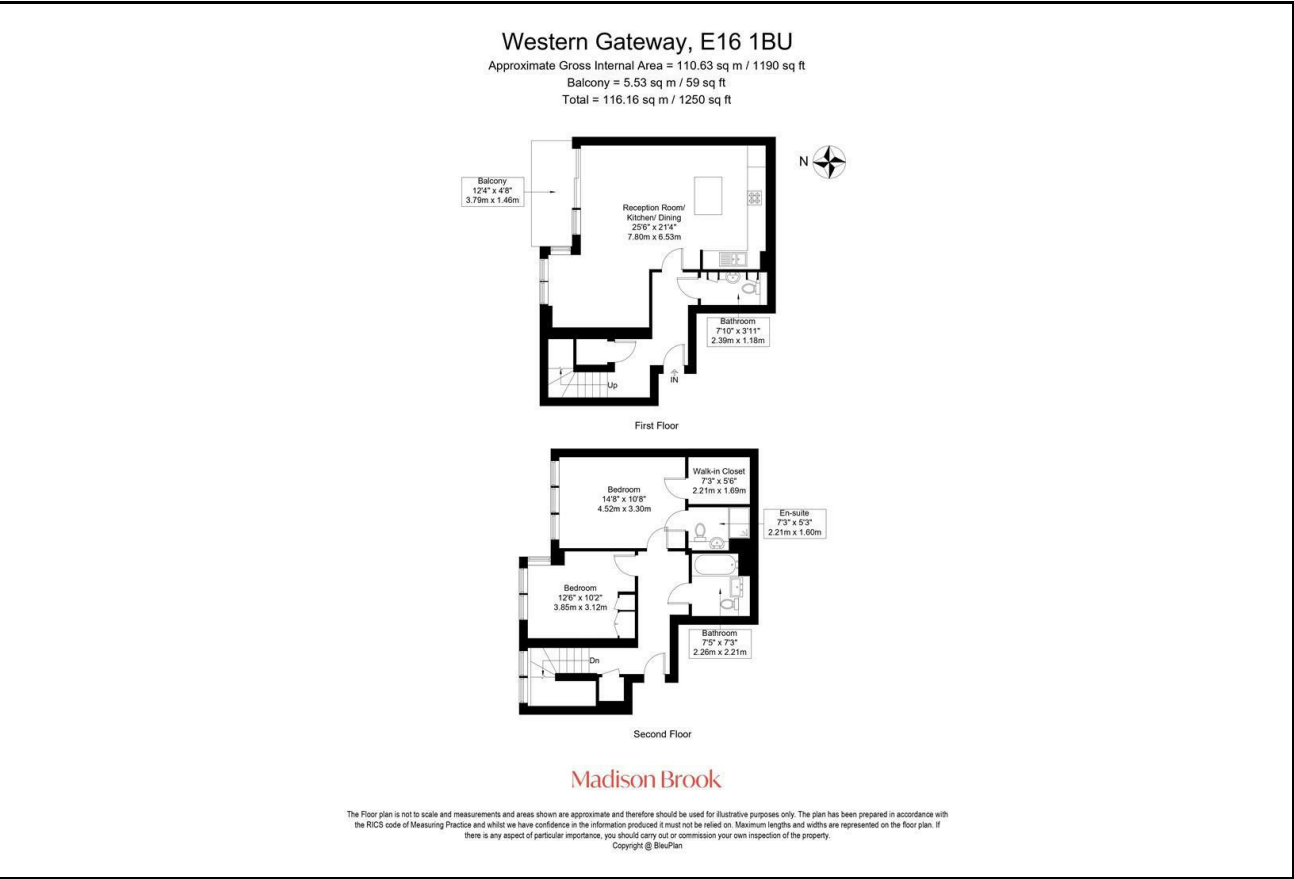 Western Gateway, E16 1BU
Approximate Gross Internal Area = 110.63 sq m / 1190 sq ft
Balcony = 5.53 sq m / 59 sq ft
Total = 116.16 sq m / 1250 sq ft
N
Balcony
12'4" x 4'8"
3.79m x 1.46m
Reception Room/
Kitchen/ Dining
25'6" x 21'4"
7.80m x 6.53m
Bathroom
7'10" x 3'11"
2.39m x 1.18m
Up
IN
First Floor
Walk-in Closet
7'3" x 5'6"
2.21m x 1.69m
Bedroom
14'8" x 10'8"
4.52m x 3.30m
En-suite
7'3" x 5'3"
2.21m x 1.60m
Bedroom
12'6" x 10'2"
3.85m x 3.12m
Bathroom
7'5" x 7'3"
2.26m x 2.21m
Dn
Second Floor
Madison Brook
The Floor plan is not to scale and measurements and areas shown are approximate and therefore should be used for illustrative purposes only. The plan has been prepared in accordance with
the RICS code of Measuring Practice and whilst we have confidence in the information produced it must not be relied on. Maximum lengths and widths are represented on the floor plan. If
there is any aspect of particular importance, you should carry out or commission your own inspection of the property.
Copyright @ BleuPlan